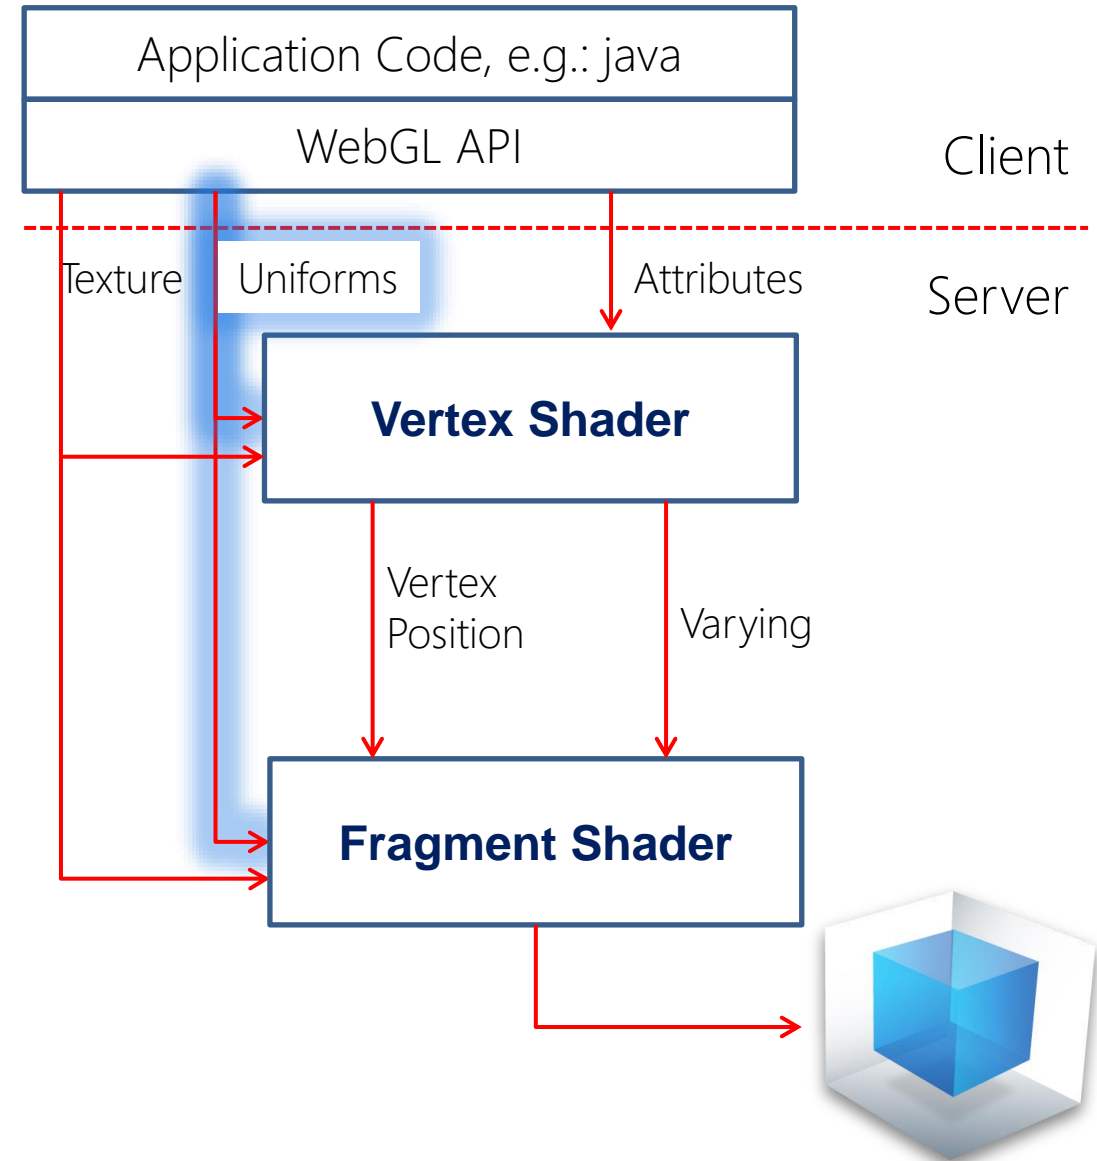 Application Code, e.g.: java
WebGL API
Client
Texture
Uniforms
Attributes
Server
Vertex Shader
Vertex
Position
Varying
Fragment Shader